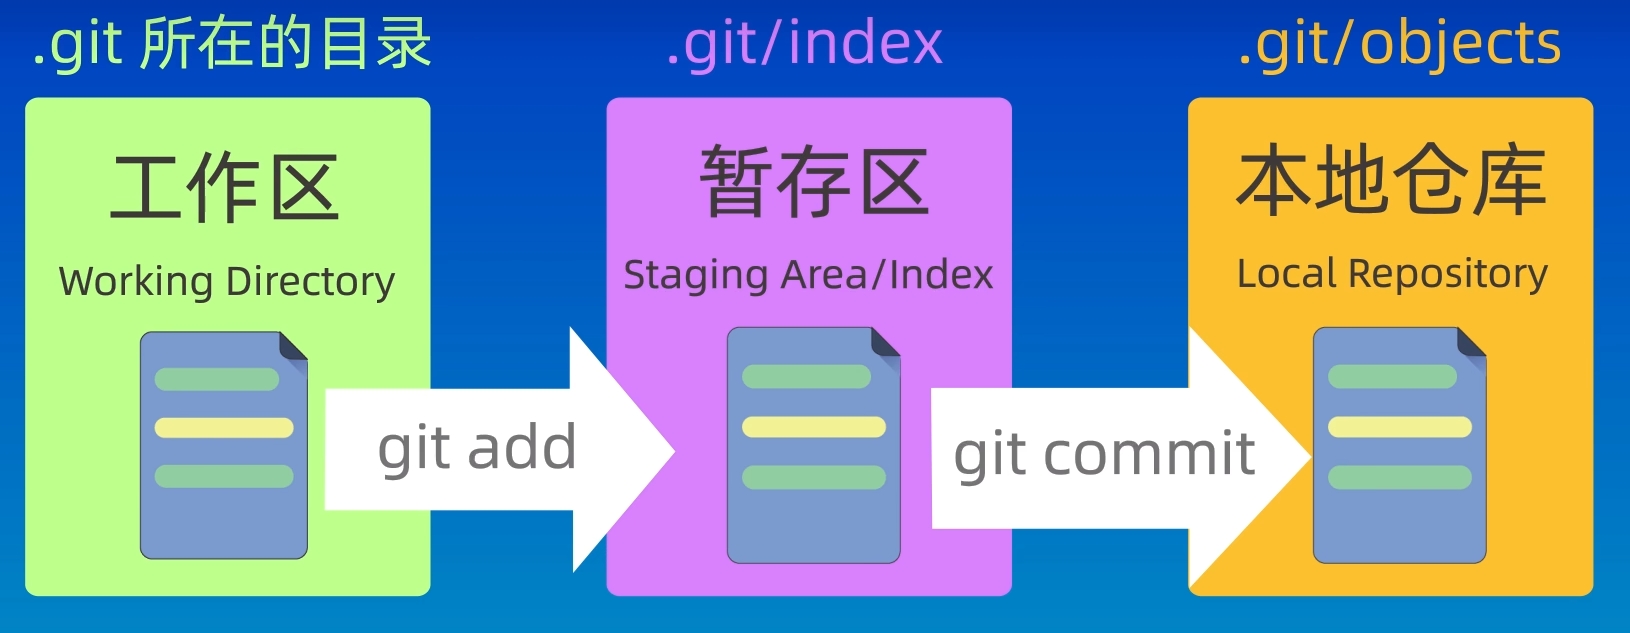 .git 所在的目录
.git/index
.git/objects
工作区
Working Directory
暂存区
Staging Area/Index
本地仓库
Local Repository
git add
git commit